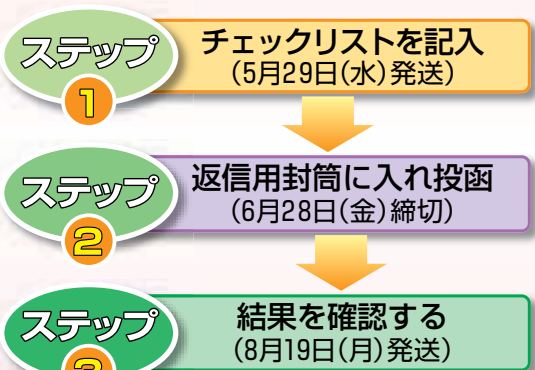 ステップ
1
チェックリストを記入
(5月29日(水)発送)
ステップ
2
返信用封筒に入れ投函
(6月28日(金)締切)
ステップ
3
結果を確認する
(8月19日(月)発送)